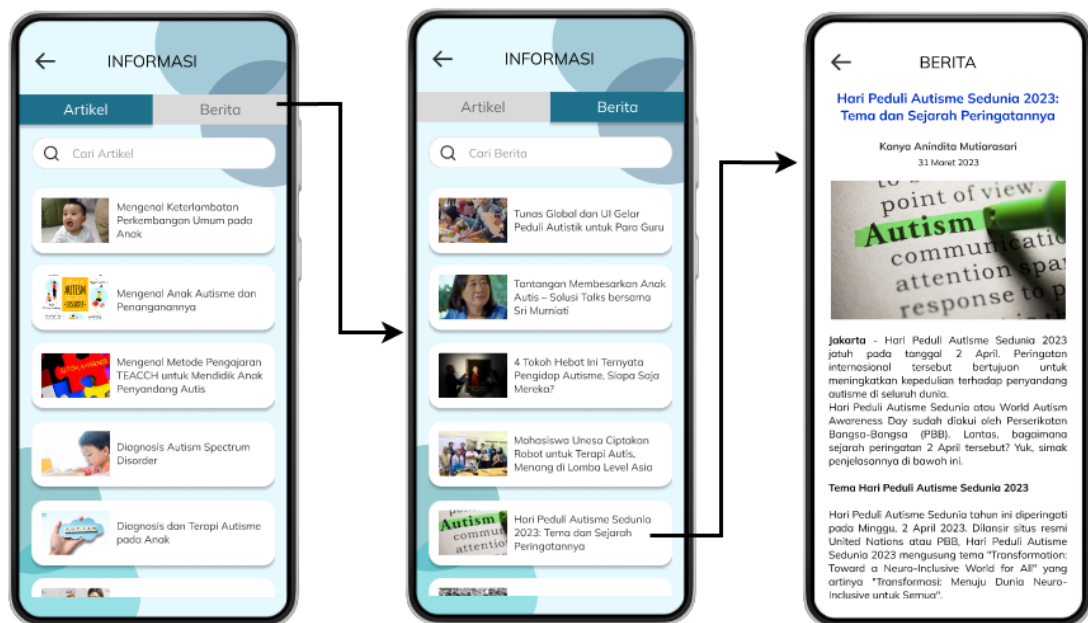 INFORMASI
Artikel
Berita
Cari Artikel
Mengenal Keterlambatan
Perkembangan Umum pada
Anak
AUTISM
Mengenal Anak Autisme dan
Penanganannya
Mengenal Metode Pengajaran
TEACCH untuk Mendidik Anak
Penyandang Autis
Diagnosis Autism Spectrum
Disorder
Diagnosis dan Terapi Autisme
pada Anak
INFORMASI
Artikel
Berita
Cari Berita
Tunas Global dan UI Gelar
Peduli Autistik untuk Para Guru
Tantangan Membesarkan Anak
Autis – Solusi Talks bersama
Sri Murniati
4 Tokoh Hebat Ini Ternyata
Pengidap Autisme, Siapa Saja
Mereka?
Mahasiswa Unesa Ciptakan
Robot untuk Terapi Autis,
Menang di Lomba Level Asia
Autism
attentio
Hari Peduli Autisme Sedunia
2023: Tema dan Sejarah
Peringatannya
BERITA
Hari Peduli Autisme Sedunia 2023:
Tema dan Sejarah Peringatannya
Kanya Anindita Mutiarasari
31 Maret 2023
point of view.
Autism
communicatio
attention spa
response to p
Jakarta - Hari Peduli Autisme Sedunia 2023
jatuh pada tanggal 2 April. Peringatan
internasional tersebut bertujuan untuk
meningkatkan kepedulian terhadap penyandang
autisme di seluruh dunia.
Hari Peduli Autisme Sedunia atau World Autism
Awareness Day sudah diakui oleh Perserikatan
Bangsa-Bangsa (PBB). Lantas, bagaimana
sejarah peringatan 2 April tersebut? Yuk, simak
penjelasannya di bawah ini.
Tema Hari Peduli Autisme Sedunia 2023
Hari Peduli Autisme Sedunia tahun ini diperingati
pada Minggu, 2 April 2023. Dilansir situs resmi
United Nations atau PBB, Hari Peduli Autisme
Sedunia 2023 mengusung tema "Transformation:
Toward a Neuro-Inclusive World for All" yang
artinya "Transformasi: Menuju Dunia Neuro-
Inclusive untuk Semua".